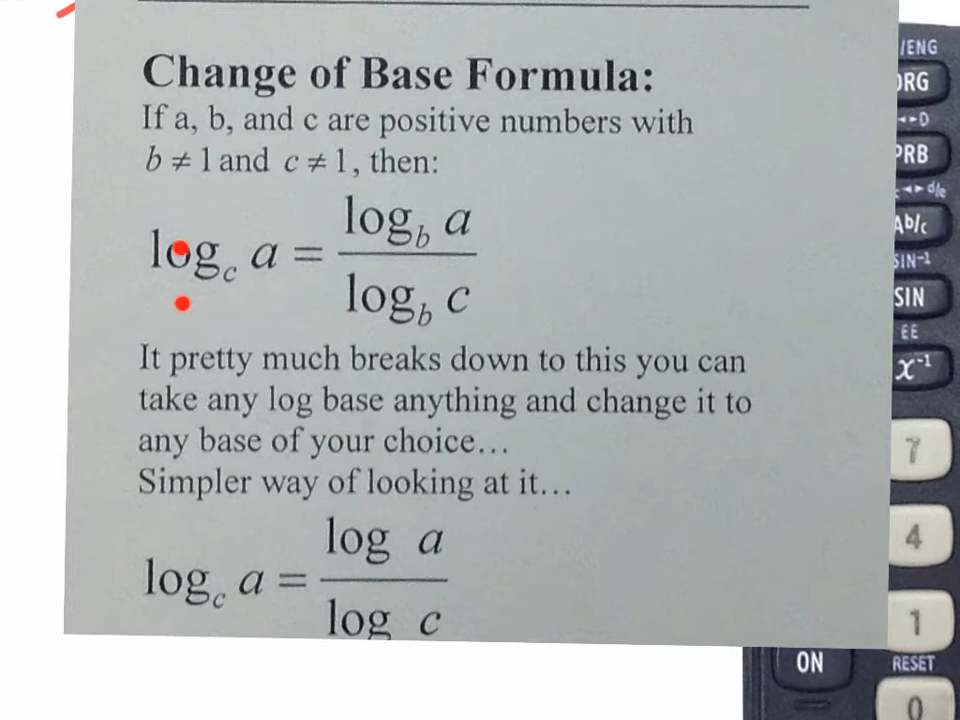 Change of Base Formula:
If a, b, and c are positive numbers with
b ≠ 1 and c ≠ 1, then:
log_c a = log_b a / log_b c
It pretty much breaks down to this you can
take any log base anything and change it to
any base of your choice…
Simpler way of looking at it…
log_c a = log a / log c
/ENG
DRG
◄►D
PRB
◄► d/e
Ab/c
SIN⁻¹
SIN
EE
x⁻¹
7
4
1
ON
RESET
0